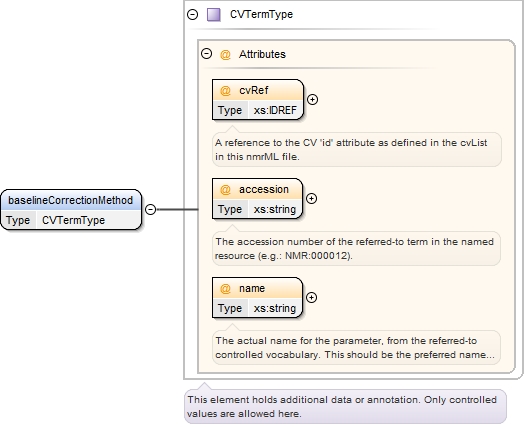 CVTermType
@ Attributes
@ cvRef
Type xs:IDREF
A reference to the CV 'id' attribute as defined in the cvList
in this nmrML file.
baselineCorrectionMethod
Type CVTermType
@ accession
Type xs:string
The accession number of the referred-to term in the named
resource (e.g.: NMR:000012).
@ name
Type xs:string
The actual name for the parameter, from the referred-to
controlled vocabulary. This should be the preferred name...
This element holds additional data or annotation. Only controlled
values are allowed here.